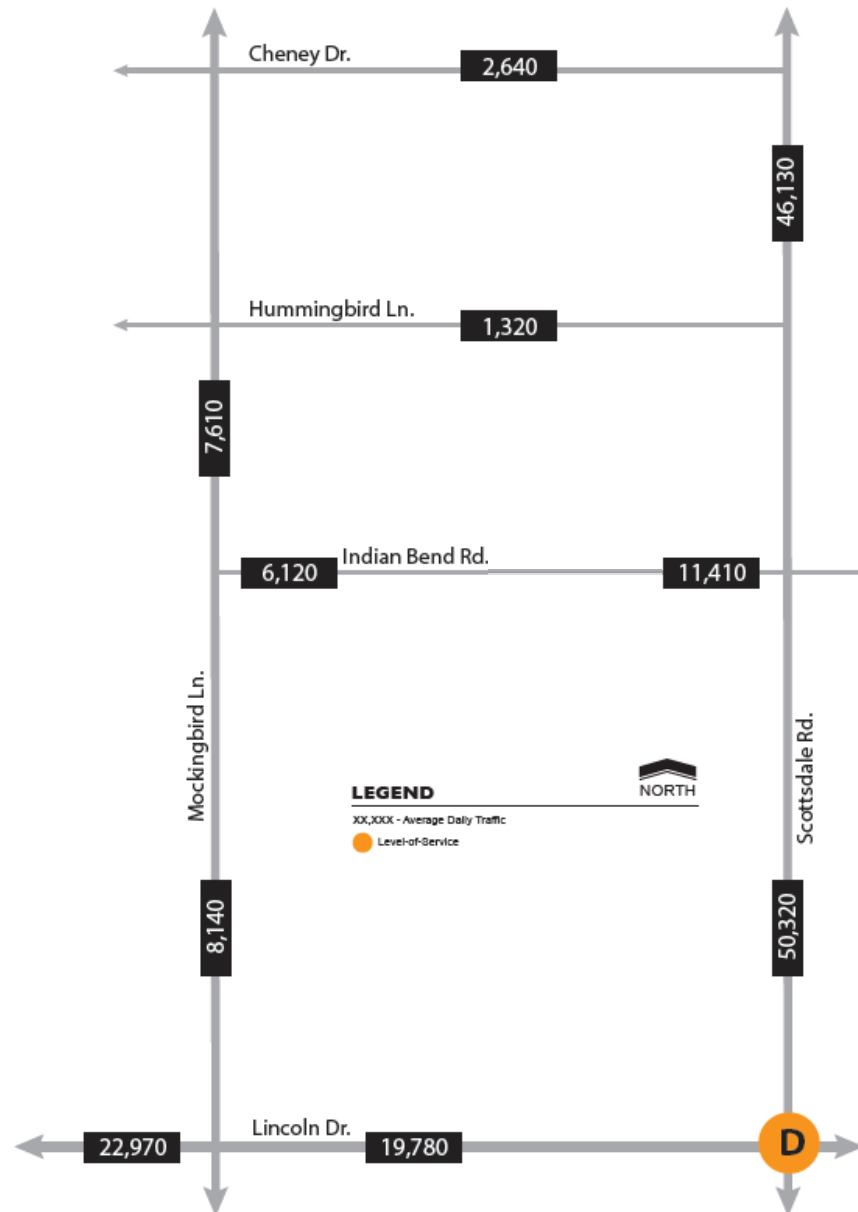 Cheney Dr.
2,640
46,130
Hummingbird Ln.
1,320
7,610
Indian Bend Rd.
6,120
11,410
Mockingbird Ln.
Scottsdale Rd.
NORTH
LEGEND
XX,XXX - Average Daily Traffic
Level-of-Service
8,140
50,320
Lincoln Dr.
22,970
19,780
D